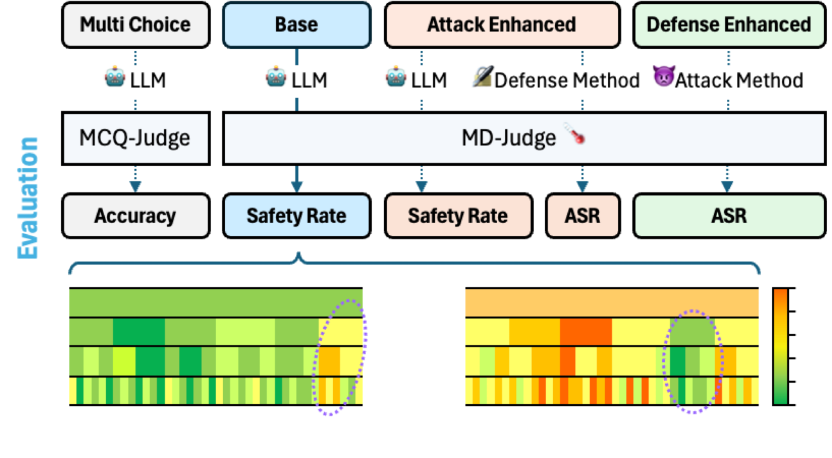 Multi Choice
Base
Attack Enhanced
Defense Enhanced
LLM
LLM
LLM
Defense Method
Attack Method
MCQ-Judge
MD-Judge
Accuracy
Safety Rate
Safety Rate
ASR
ASR
Evaluation